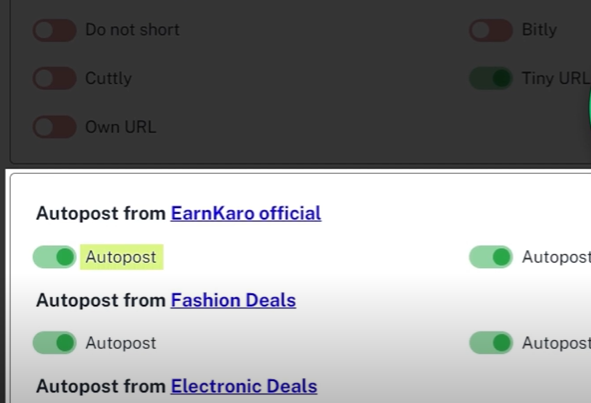 Do not short Bitly
Cuttly Tiny URL
Own URL
Autopost from EarnKaro official
Autopost Autopost
Autopost from Fashion Deals
Autopost Autopost
Autopost from Electronic Deals